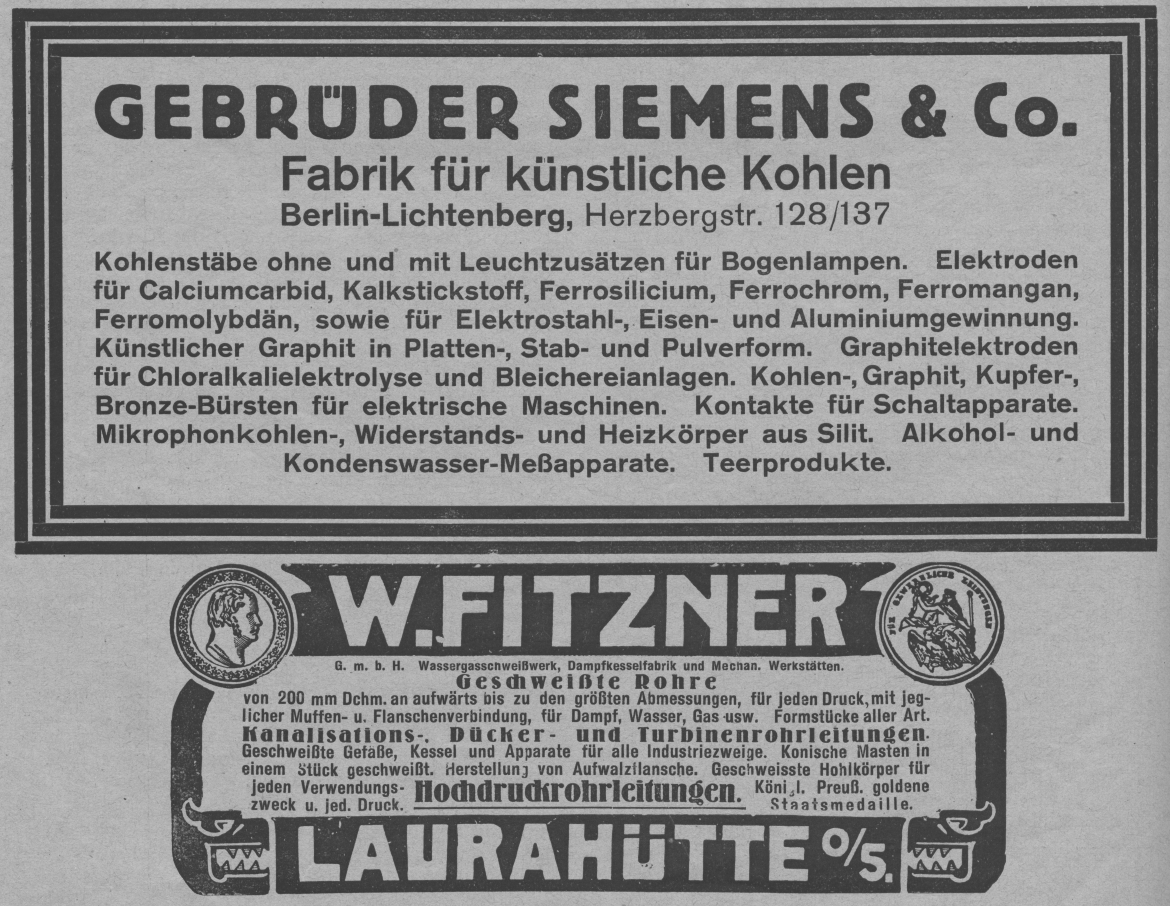 GEBRÜDER SIEMENS & Co.
Fabrik für künstliche Kohlen
Berlin-Lichtenberg, Herzbergstr. 128/137
Kohlenstäbe ohne und mit Leuchtzusätzen für Bogenlampen. Elektroden
für Calciumcarbid, Kalkstickstoff, Ferrosilicium, Ferrochrom, Ferromangan,
Ferromolybdän, sowie für Elektrostahl-, Eisen- und Aluminiumgewinnung.
Künstlicher Graphit in Platten-, Stab- und Pulverform. Graphitelektroden
für Chloralkalielektrolyse und Bleichereianlagen. Kohlen-, Graphit, Kupfer-,
Bronze-Bürsten für elektrische Maschinen. Kontakte für Schaltapparate.
Mikrophonkohlen-, Widerstands- und Heizkörper aus Silit. Alkohol- und
Kondenswasser-Meßapparate. Teerprodukte.
W. FITZNER
FÜR GEWERBLICHE LEISTUNGEN
G. m. b. H. Wassergasschweißwerk, Dampfkesselfabrik und Mechan. Werkstätten.
Geschweißte Rohre
von 200 mm Dchm. an aufwärts bis zu den größten Abmessungen, für jeden Druck, mit jeg-
licher Muffen- u. Flanschenverbindung, für Dampf, Wasser, Gas usw. Formstücke aller Art.
Kanalisations-, Dücker- und Turbinenrohrleitungen.
Geschweißte Gefäße, Kessel und Apparate für alle Industriezweige. Konische Masten in
einem Stück geschweißt. Herstellung von Aufwalzflansche. Geschweisste Hohlkörper für
jeden Verwendungs-
zweck u. jed. Druck.
Hochdruckrohrleitungen.
Königl. Preuß. goldene
Staatsmedaille.
LAURAHÜTTE O/S.